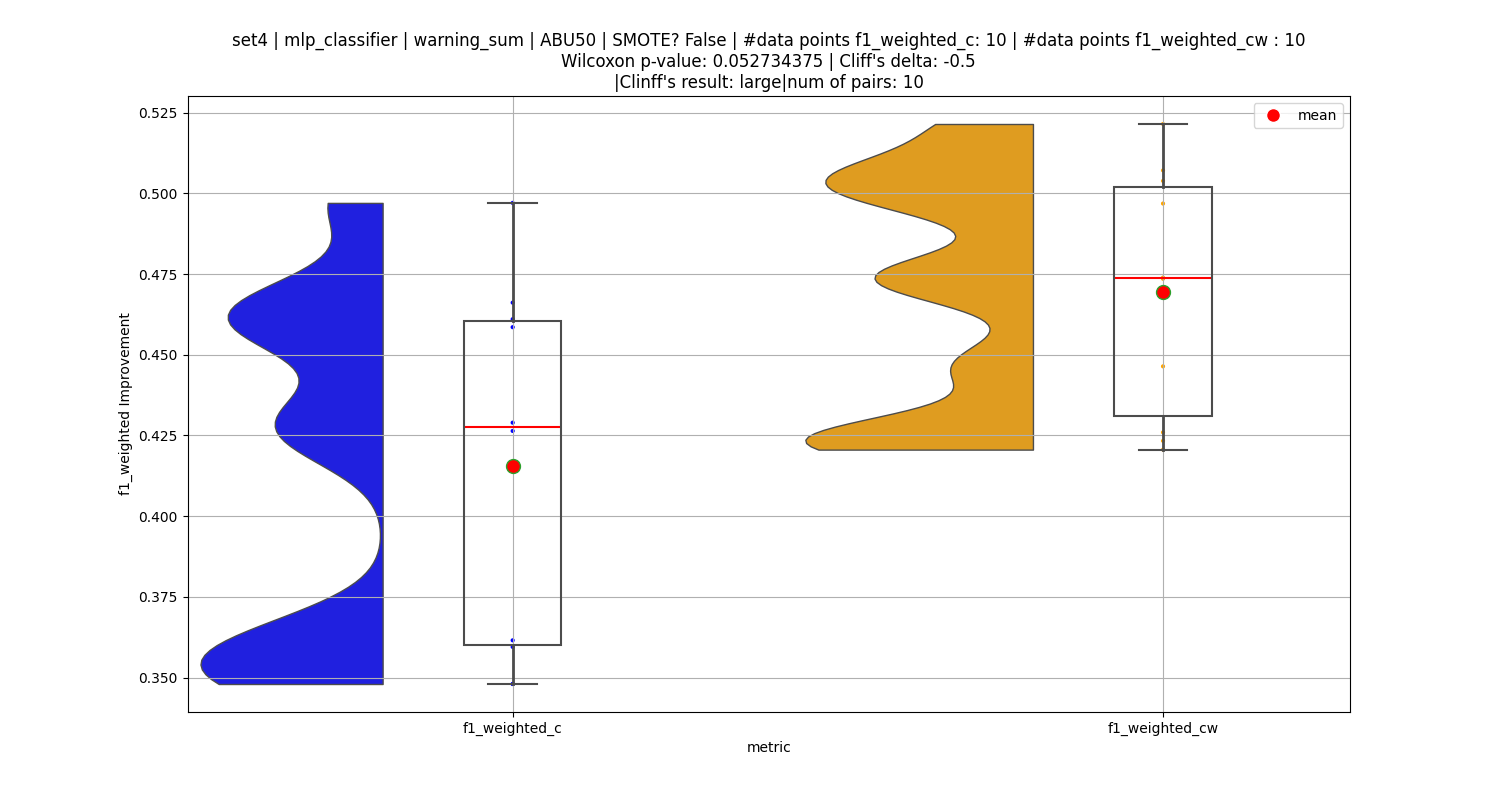 set4 | mlp_classifier | warning_sum | ABU50 | SMOTE? False | #data points f1_weighted_c: 10 | #data points f1_weighted_cw : 10
Wilcoxon p-value: 0.052734375 | Cliff's delta: -0.5
|Clinff's result: large|num of pairs: 10
mean
0.525
0.500
0.475
0.450
0.425
0.400
0.375
0.350
f1_weighted Improvement
f1_weighted_c
f1_weighted_cw
metric